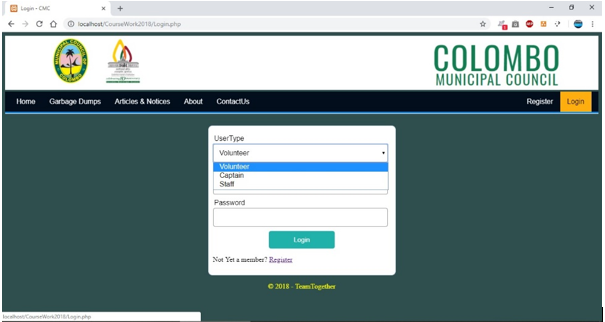 Login - CMC
localhost/CourseWork2018/Login.php
COLOMBO
MUNICIPAL COUNCIL
Home Garbage Dumps Articles & Notices About ContactUs Register Login
UserType
Volunteer
Volunteer
Captain
Staff
Password
Login
Not Yet a member? Register
© 2018 - TeamTogether
localhost/CourseWork2018/Login.php